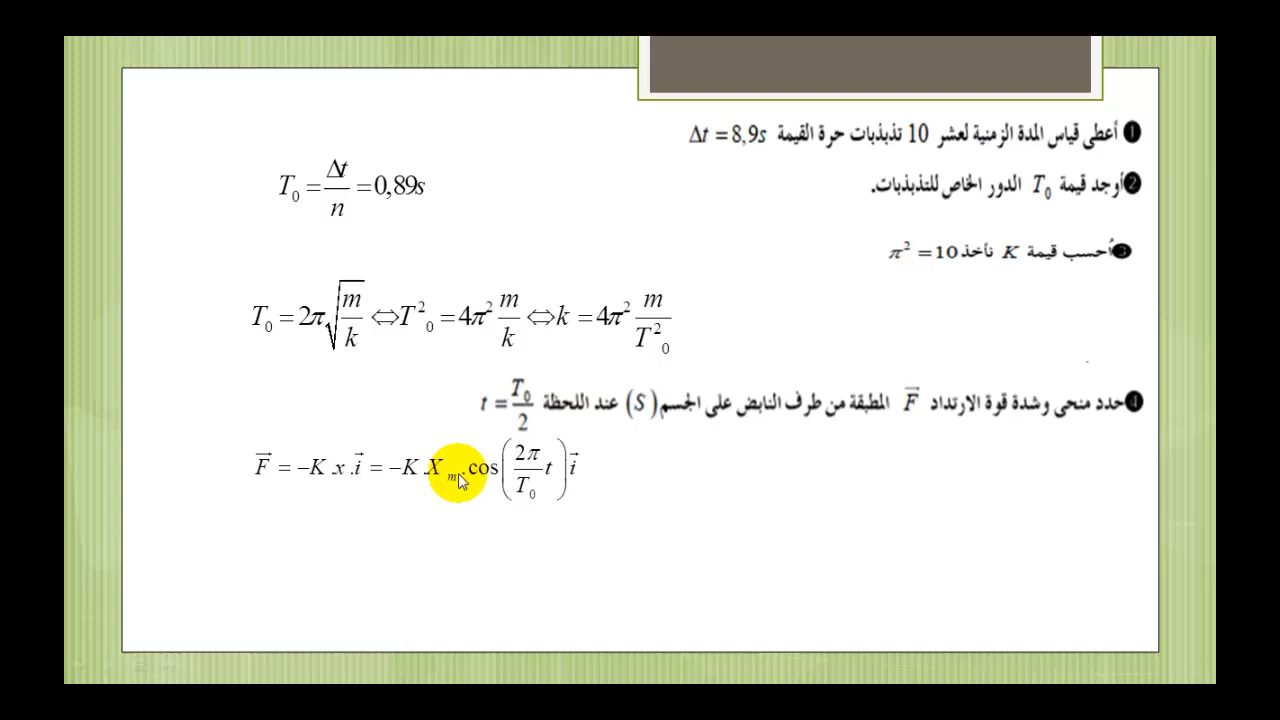 ❶ أعطى قياس المدة الزمنية لعشر 10 تذبذبات حرة القيمة Δt = 8,9s
T₀ = Δt/n = 0,89s
❷ أوجد قيمة T₀ الدور الخاص للتذبذبات.
❸ أحسب قيمة K نأخذ π² = 10
T₀ = 2π√(m/k) ⇔ T²₀ = 4π² m/k ⇔ k = 4π² m/T²₀
❹ حدد منحى وشدة قوة الارتداد F⃗ المطبقة من طرف النابض على الجسم (S) عند اللحظة t = T₀/2
F⃗ = −K.x.i⃗ = −K.Xₘ.cos(2π/T₀ t) i⃗